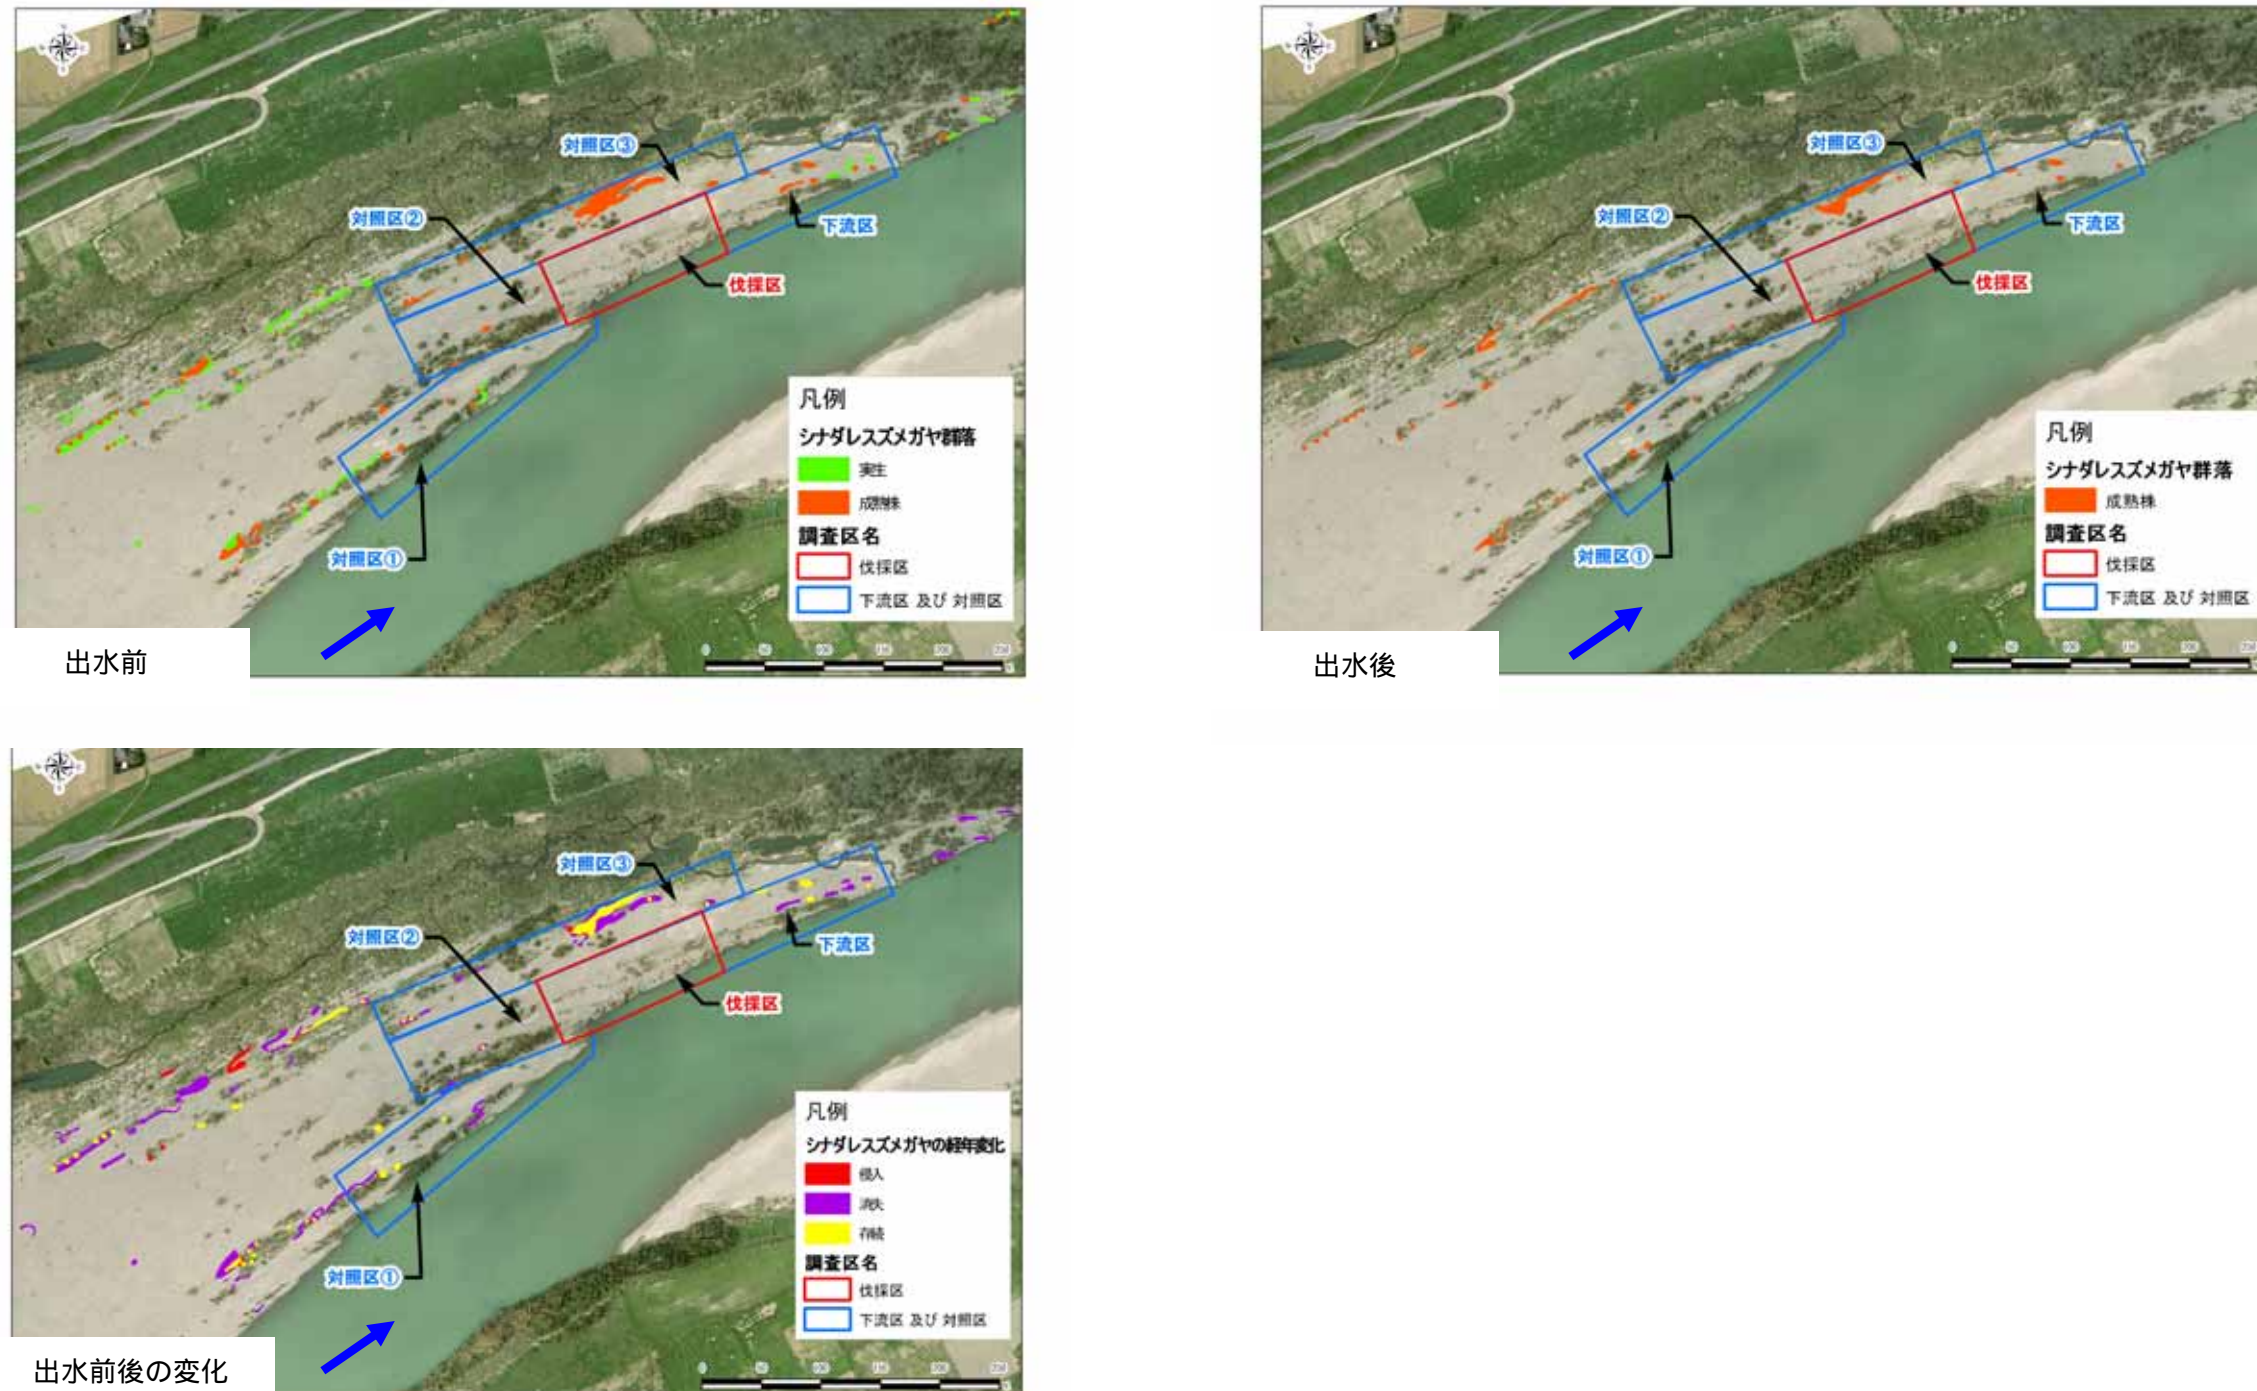 対照区③
対照区②
下流区
伐採区
対照区①
凡例
シナダレスズメガヤ群落
実生
成熟株
調査区名
伐採区
下流区 及び 対照区
出水前
対照区③
対照区②
下流区
伐採区
対照区①
凡例
シナダレスズメガヤ群落
成熟株
調査区名
伐採区
下流区 及び 対照区
出水後
対照区③
対照区②
下流区
伐採区
対照区①
凡例
シナダレスズメガヤの経年変化
侵入
消失
存続
調査区名
伐採区
下流区 及び 対照区
出水前後の変化